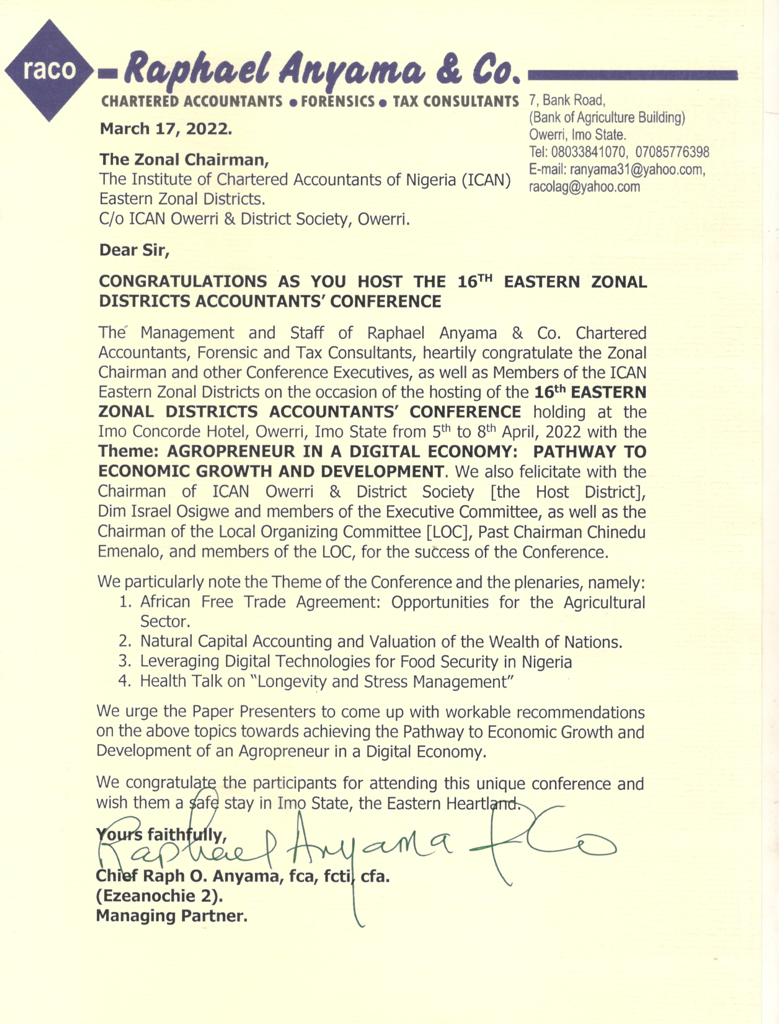 raco
Raphael Anyama & Co.
CHARTERED ACCOUNTANTS ● FORENSICS ● TAX CONSULTANTS
7, Bank Road,
(Bank of Agriculture Building)
Owerri, Imo State.
Tel: 08033841070, 07085776398
E-mail: ranyama31@yahoo.com,
racolag@yahoo.com
March 17, 2022.
The Zonal Chairman,
The Institute of Chartered Accountants of Nigeria (ICAN)
Eastern Zonal Districts.
C/o ICAN Owerri & District Society, Owerri.
Dear Sir,
CONGRATULATIONS AS YOU HOST THE 16TH EASTERN ZONAL
DISTRICTS ACCOUNTANTS' CONFERENCE
The Management and Staff of Raphael Anyama & Co. Chartered
Accountants, Forensic and Tax Consultants, heartily congratulate the Zonal
Chairman and other Conference Executives, as well as Members of the ICAN
Eastern Zonal Districts on the occasion of the hosting of the 16th EASTERN
ZONAL DISTRICTS ACCOUNTANTS' CONFERENCE holding at the
Imo Concorde Hotel, Owerri, Imo State from 5th to 8th April, 2022 with the
Theme: AGROPRENEUR IN A DIGITAL ECONOMY: PATHWAY TO
ECONOMIC GROWTH AND DEVELOPMENT. We also felicitate with the
Chairman of ICAN Owerri & District Society [the Host District],
Dim Israel Osigwe and members of the Executive Committee, as well as the
Chairman of the Local Organizing Committee [LOC], Past Chairman Chinedu
Emenalo, and members of the LOC, for the success of the Conference.
We particularly note the Theme of the Conference and the plenaries, namely:
1. African Free Trade Agreement: Opportunities for the Agricultural
Sector.
2. Natural Capital Accounting and Valuation of the Wealth of Nations.
3. Leveraging Digital Technologies for Food Security in Nigeria
4. Health Talk on "Longevity and Stress Management"
We urge the Paper Presenters to come up with workable recommendations
on the above topics towards achieving the Pathway to Economic Growth and
Development of an Agropreneur in a Digital Economy.
We congratulate the participants for attending this unique conference and
wish them a safe stay in Imo State, the Eastern Heartland.
Yours faithfully,
Raphael Anyama & Co
Chief Raph O. Anyama, fca, fcti, cfa.
(Ezeanochie 2).
Managing Partner.